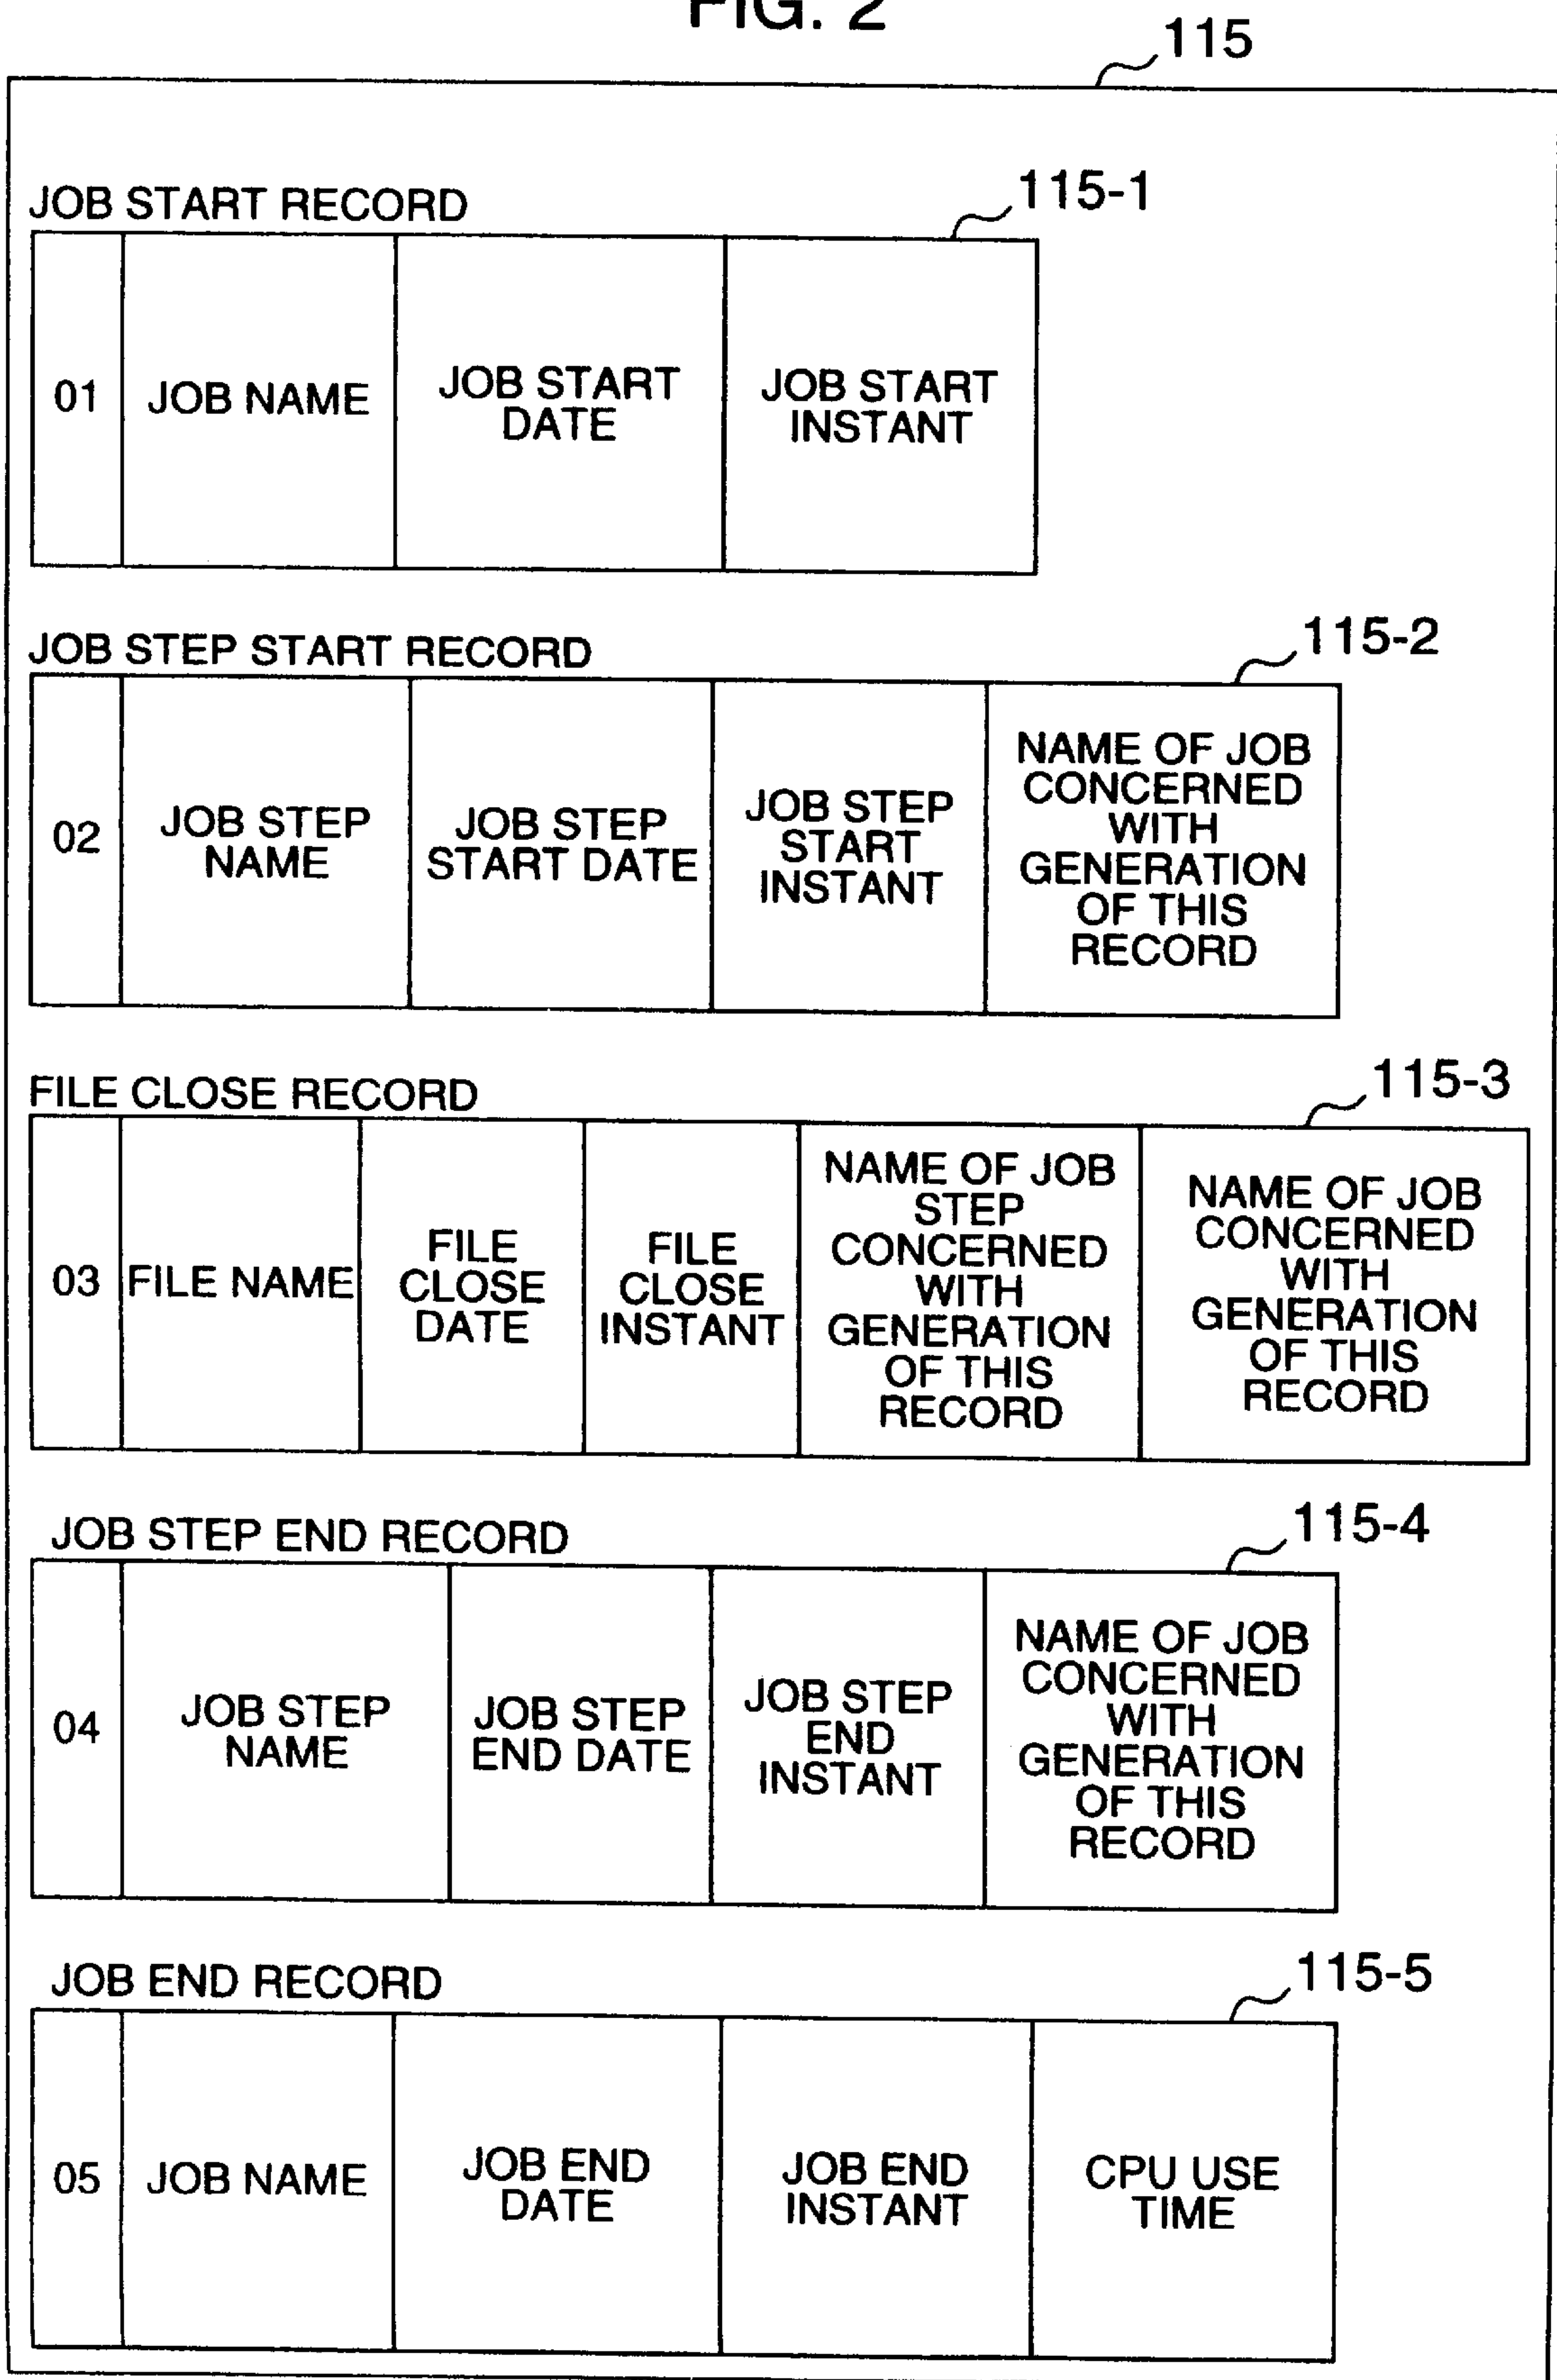 FIG. 2
115
JOB START RECORD
115-1
01
JOB NAME
JOB START
DATE
JOB START
INSTANT
JOB STEP START RECORD
115-2
02
JOB STEP
NAME
JOB STEP
START DATE
JOB STEP
START
INSTANT
NAME OF JOB
CONCERNED
WITH
GENERATION
OF THIS
RECORD
FILE CLOSE RECORD
115-3
03
FILE NAME
FILE
CLOSE
DATE
FILE
CLOSE
INSTANT
NAME OF JOB
STEP
CONCERNED
WITH
GENERATION
OF THIS
RECORD
NAME OF JOB
CONCERNED
WITH
GENERATION
OF THIS
RECORD
JOB STEP END RECORD
115-4
04
JOB STEP
NAME
JOB STEP
END DATE
JOB STEP
END
INSTANT
NAME OF JOB
CONCERNED
WITH
GENERATION
OF THIS
RECORD
JOB END RECORD
115-5
05
JOB NAME
JOB END
DATE
JOB END
INSTANT
CPU USE
TIME